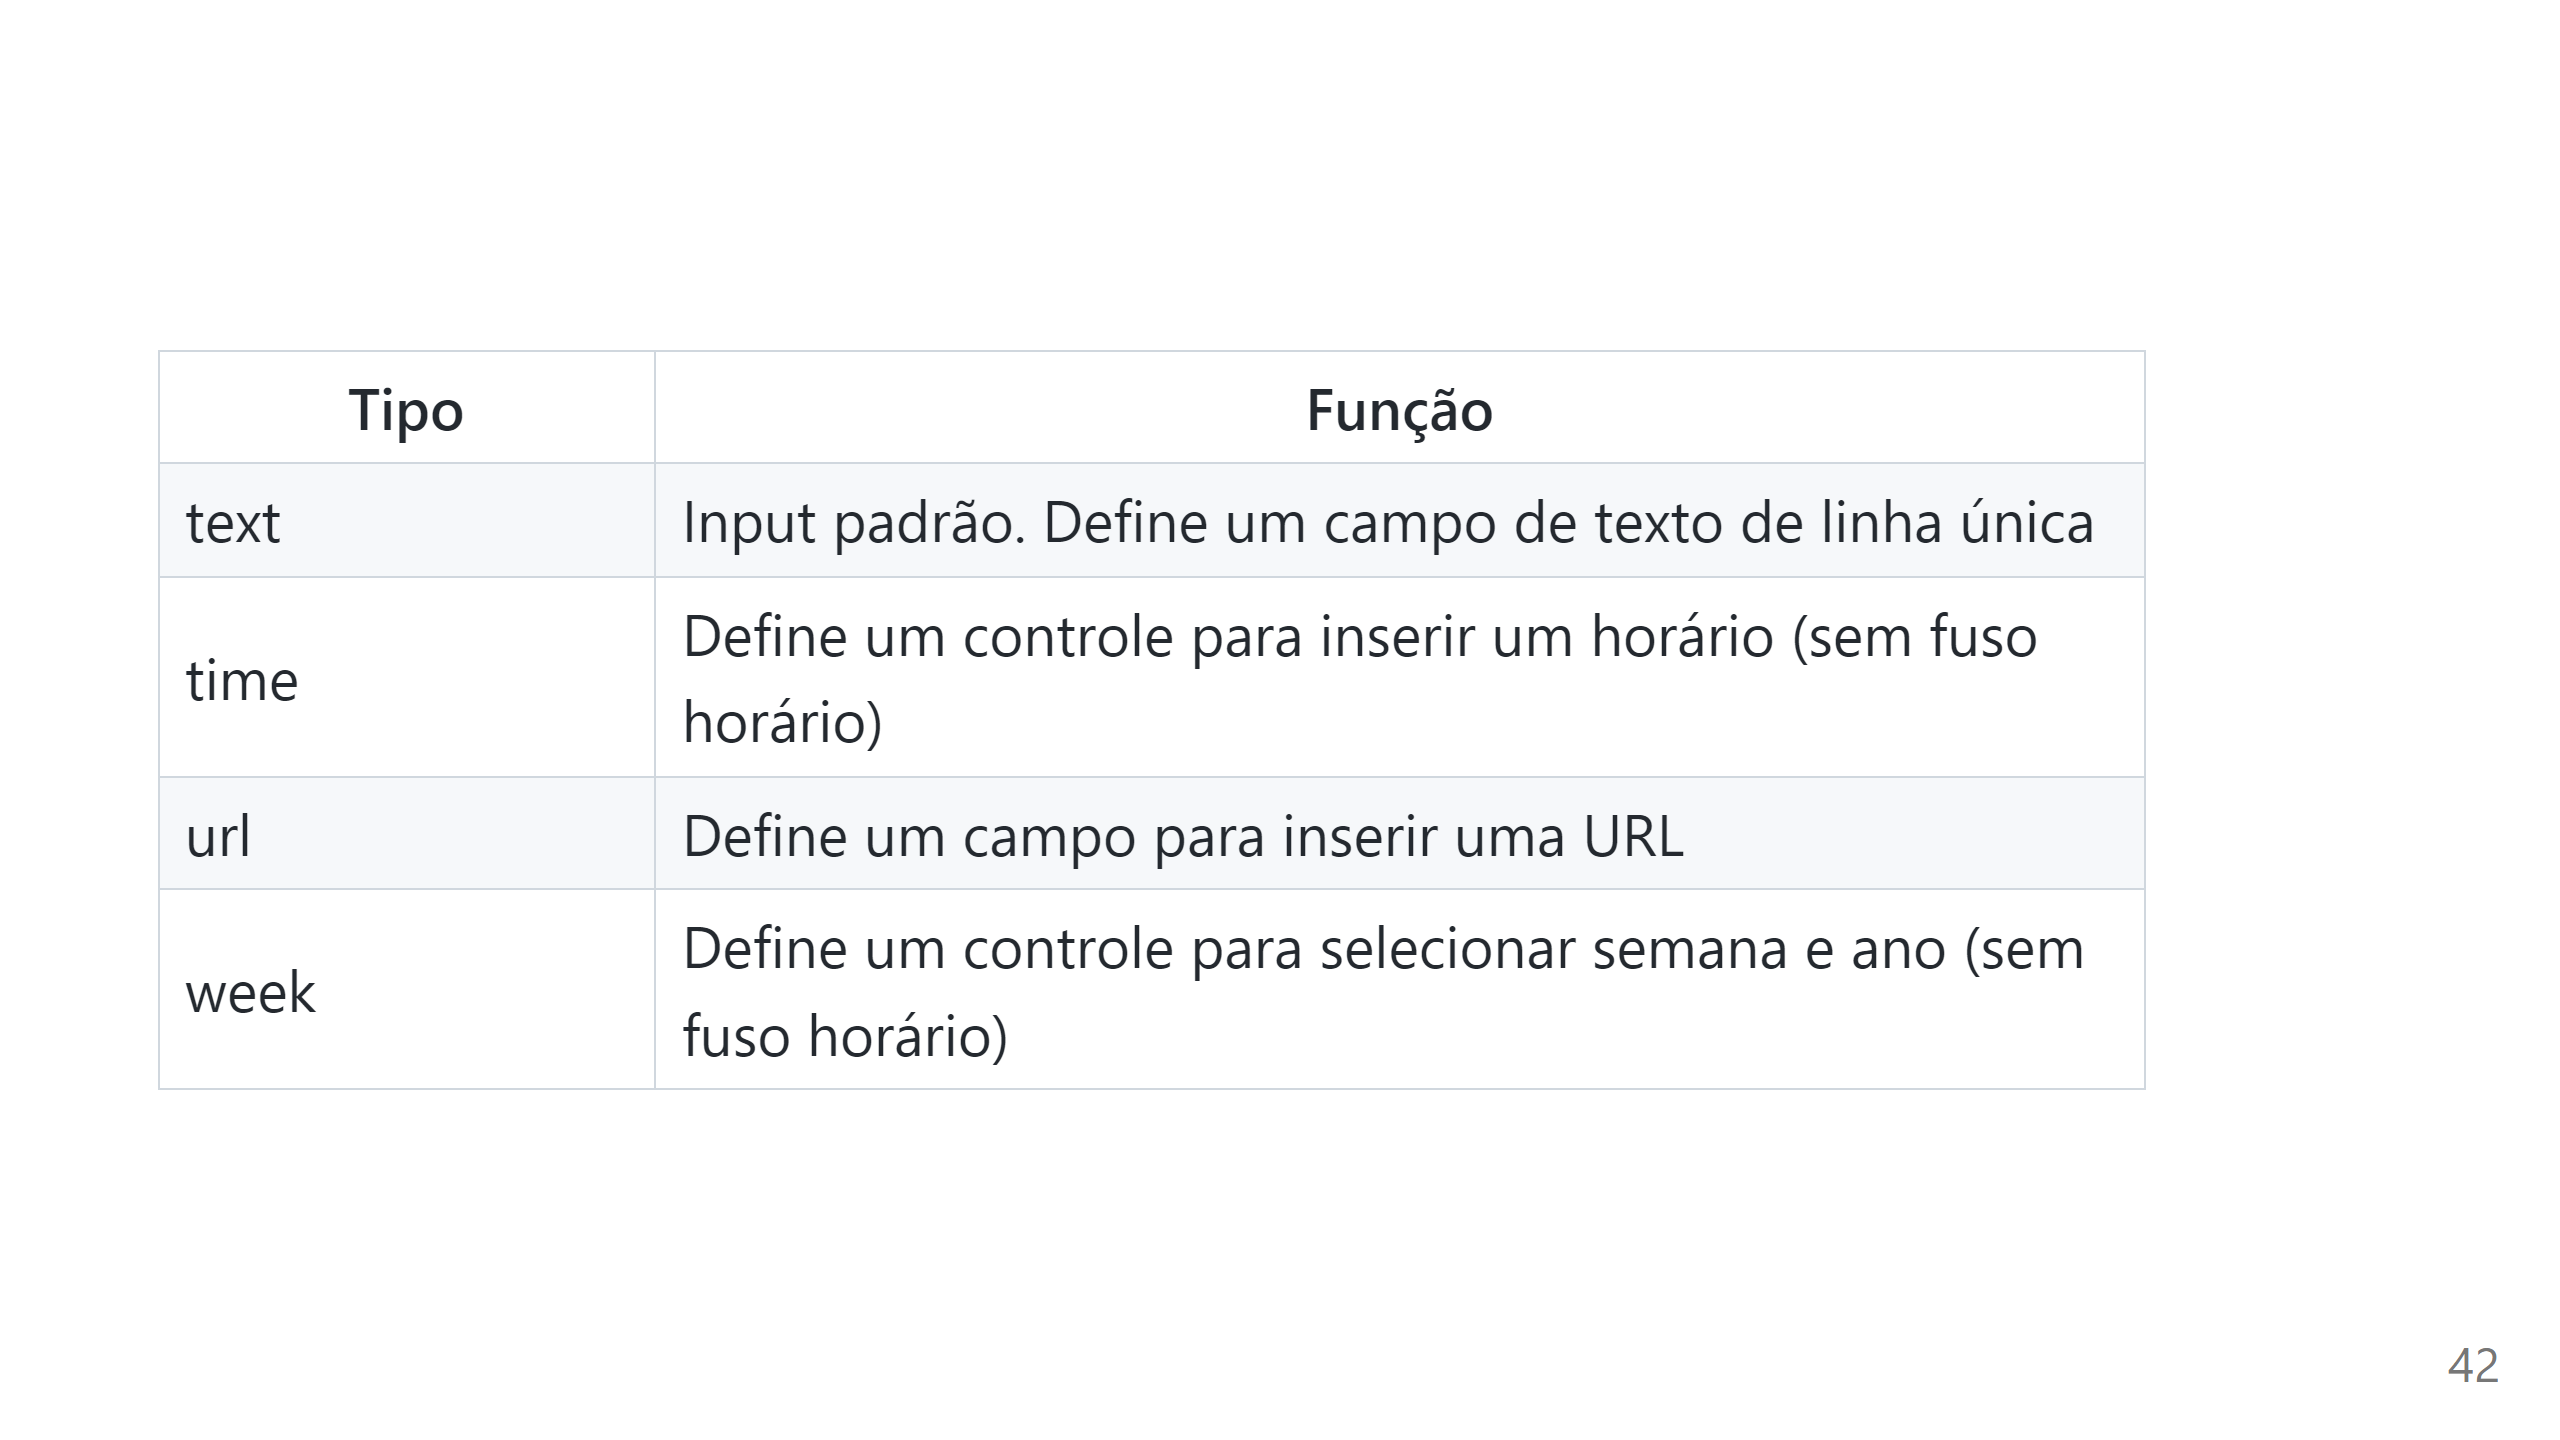 Tipo
Função
text
Input padrão. Define um campo de texto de linha única
time
Define um controle para inserir um horário (sem fuso
horário)
url
Define um campo para inserir uma URL
week
Define um controle para selecionar semana e ano (sem
fuso horário)
42